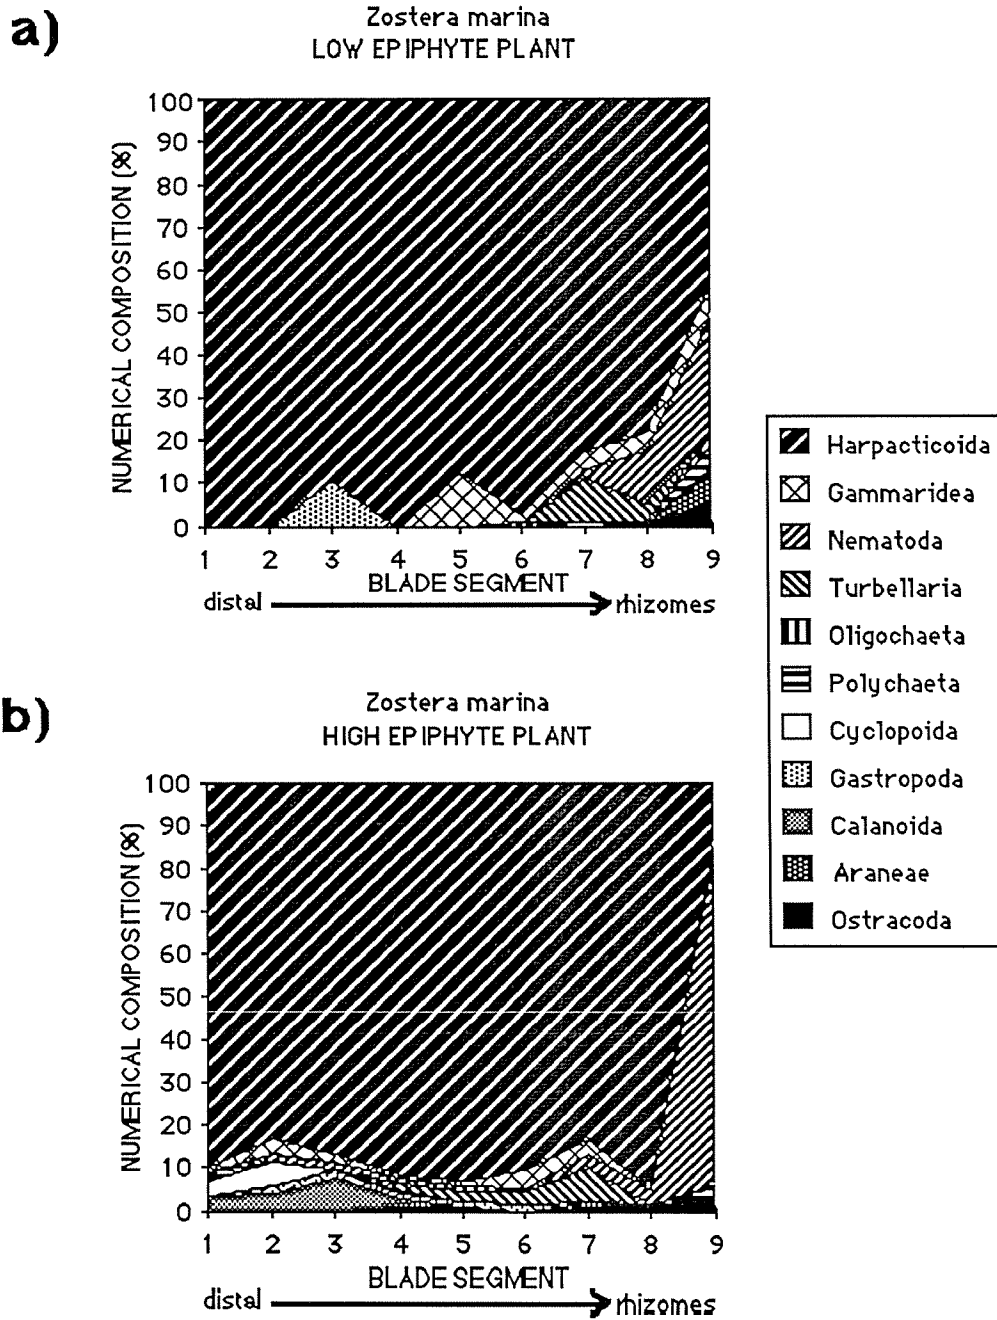 a)
Zostera marina
LOW EPIPHYTE PLANT
NUMERICAL COMPOSITION (%)
100
90
80
70
60
50
40
30
20
10
0
1 2 3 4 5 6 7 8 9
BLADE SEGMENT
distal rhizomes
Harpacticoida
Gammaridea
Nematoda
Turbellaria
Oligochaeta
Polychaeta
Cyclopoida
Gastropoda
Calanoida
Araneae
Ostracoda
b)
Zostera marina
HIGH EPIPHYTE PLANT
NUMERICAL COMPOSITION (%)
100
90
80
70
60
50
40
30
20
10
0
1 2 3 4 5 6 7 8 9
BLADE SEGMENT
distal rhizomes